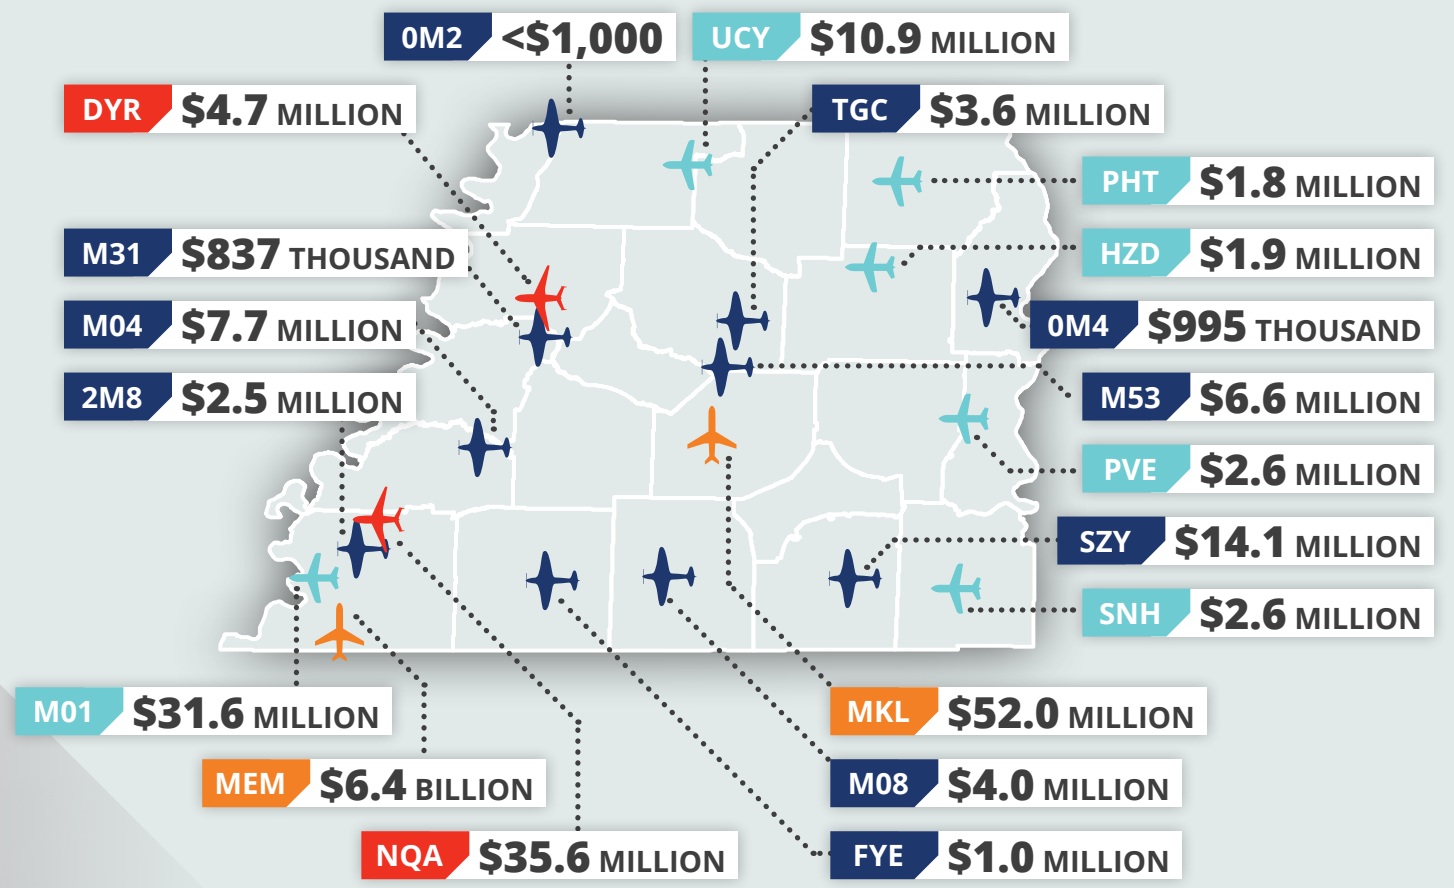 0M2 <$1,000
UCY $10.9 MILLION
DYR $4.7 MILLION
TGC $3.6 MILLION
PHT $1.8 MILLION
M31 $837 THOUSAND
HZD $1.9 MILLION
M04 $7.7 MILLION
0M4 $995 THOUSAND
2M8 $2.5 MILLION
M53 $6.6 MILLION
PVE $2.6 MILLION
SZY $14.1 MILLION
SNH $2.6 MILLION
M01 $31.6 MILLION
MKL $52.0 MILLION
MEM $6.4 BILLION
M08 $4.0 MILLION
NQA $35.6 MILLION
FYE $1.0 MILLION